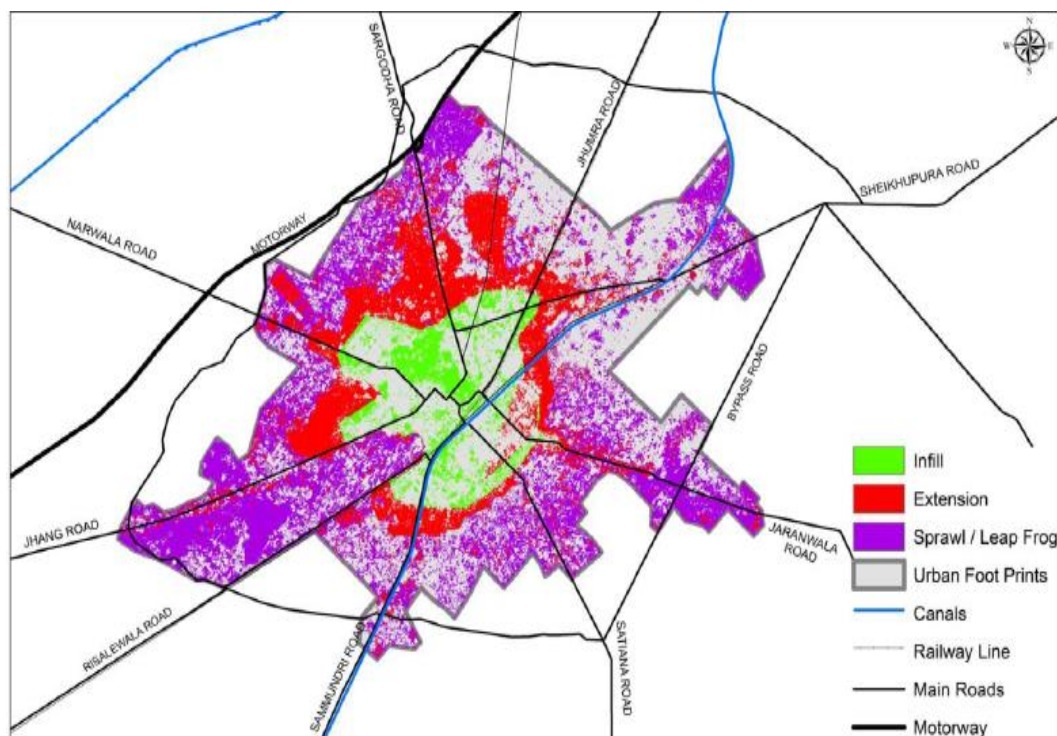 N
W E
S
SARGODHA ROAD
JHUMRA ROAD
SHEIKHUPURA ROAD
NARWALA ROAD
MOTORWAY
BYPASS ROAD
JHANG ROAD
JARANWALA
ROAD
RISALEWALA ROAD
SAMMUNDRI ROAD
SATIANA ROAD
Infill
Extension
Sprawl / Leap Frog
Urban Foot Prints
Canals
Railway Line
Main Roads
Motorway